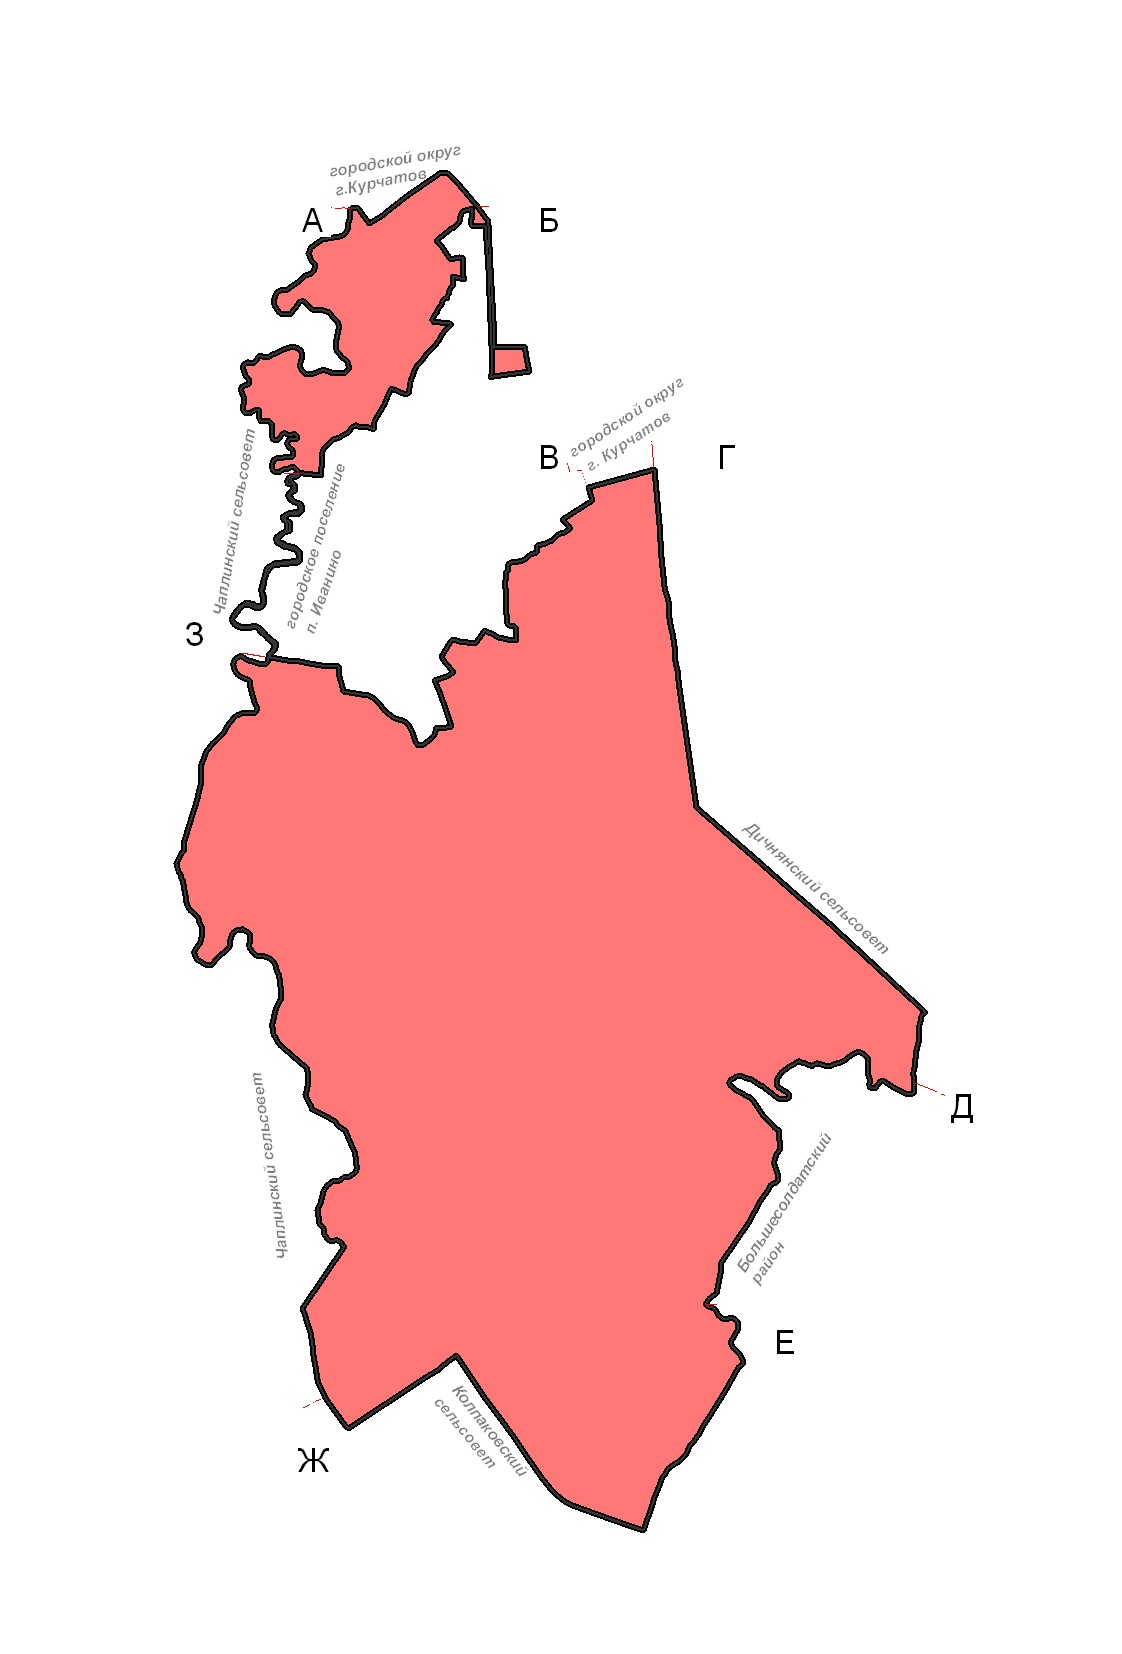 городской округ
г.Курчатов
А
Б
городской округ
г. Курчатов
В
Г
Чаплинский сельсовет
городское поселение
п. Иванино
З
Дичнянский сельсовет
Д
Чаплинский сельсовет
Большесолдатский
район
Е
Колпаковский
сельсовет
Ж